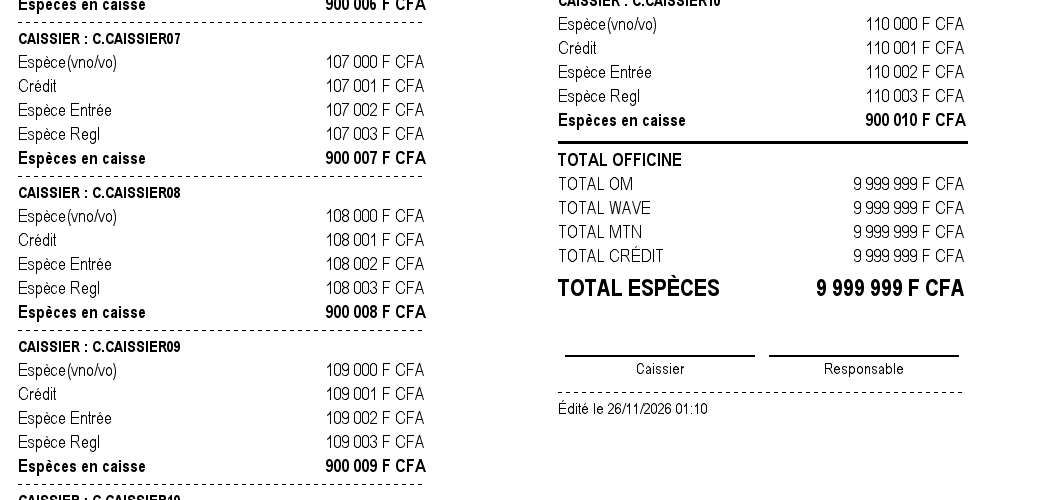 Espèces en caisse 900 006 F CFA
CAISSIER : C.CAISSIER07
Espèce(vno/vo) 107 000 F CFA
Crédit 107 001 F CFA
Espèce Entrée 107 002 F CFA
Espèce Regl 107 003 F CFA
Espèces en caisse 900 007 F CFA
CAISSIER : C.CAISSIER08
Espèce(vno/vo) 108 000 F CFA
Crédit 108 001 F CFA
Espèce Entrée 108 002 F CFA
Espèce Regl 108 003 F CFA
Espèces en caisse 900 008 F CFA
CAISSIER : C.CAISSIER09
Espèce(vno/vo) 109 000 F CFA
Crédit 109 001 F CFA
Espèce Entrée 109 002 F CFA
Espèce Regl 109 003 F CFA
Espèces en caisse 900 009 F CFA
CAISSIER : C.CAISSIER10
CAISSIER : C.CAISSIER10
Espèce(vno/vo) 110 000 F CFA
Crédit 110 001 F CFA
Espèce Entrée 110 002 F CFA
Espèce Regl 110 003 F CFA
Espèces en caisse 900 010 F CFA
TOTAL OFFICINE
TOTAL OM 9 999 999 F CFA
TOTAL WAVE 9 999 999 F CFA
TOTAL MTN 9 999 999 F CFA
TOTAL CRÉDIT 9 999 999 F CFA
TOTAL ESPÈCES 9 999 999 F CFA
Caissier Responsable
Édité le 26/11/2026 01:10